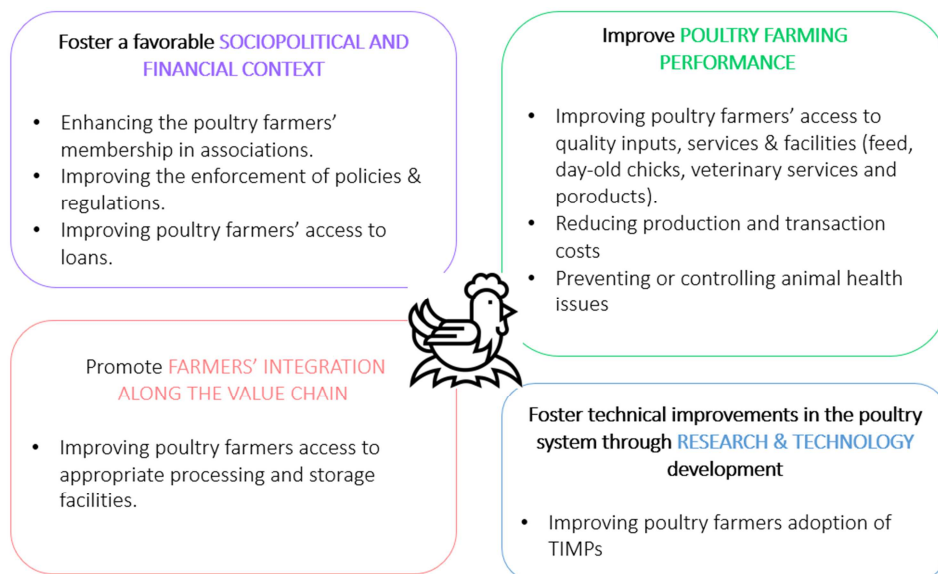 Foster a favorable SOCIOPOLITICAL AND
FINANCIAL CONTEXT
• Enhancing the poultry farmers’
membership in associations.
• Improving the enforcement of policies &
regulations.
• Improving poultry farmers’ access to
loans.
Improve POULTRY FARMING
PERFORMANCE
• Improving poultry farmers’ access to
quality inputs, services & facilities (feed,
day-old chicks, veterinary services and
poroducts).
• Reducing production and transaction
costs
• Preventing or controlling animal health
issues
Promote FARMERS’ INTEGRATION
ALONG THE VALUE CHAIN
• Improving poultry farmers access to
appropriate processing and storage
facilities.
Foster technical improvements in the poultry
system through RESEARCH & TECHNOLOGY
development
• Improving poultry farmers adoption of
TIMPs